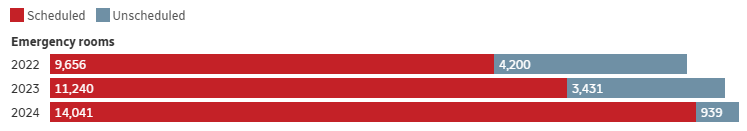 Scheduled Unscheduled
Emergency rooms
2022 9,656 4,200
2023 11,240 3,431
2024 14,041 939